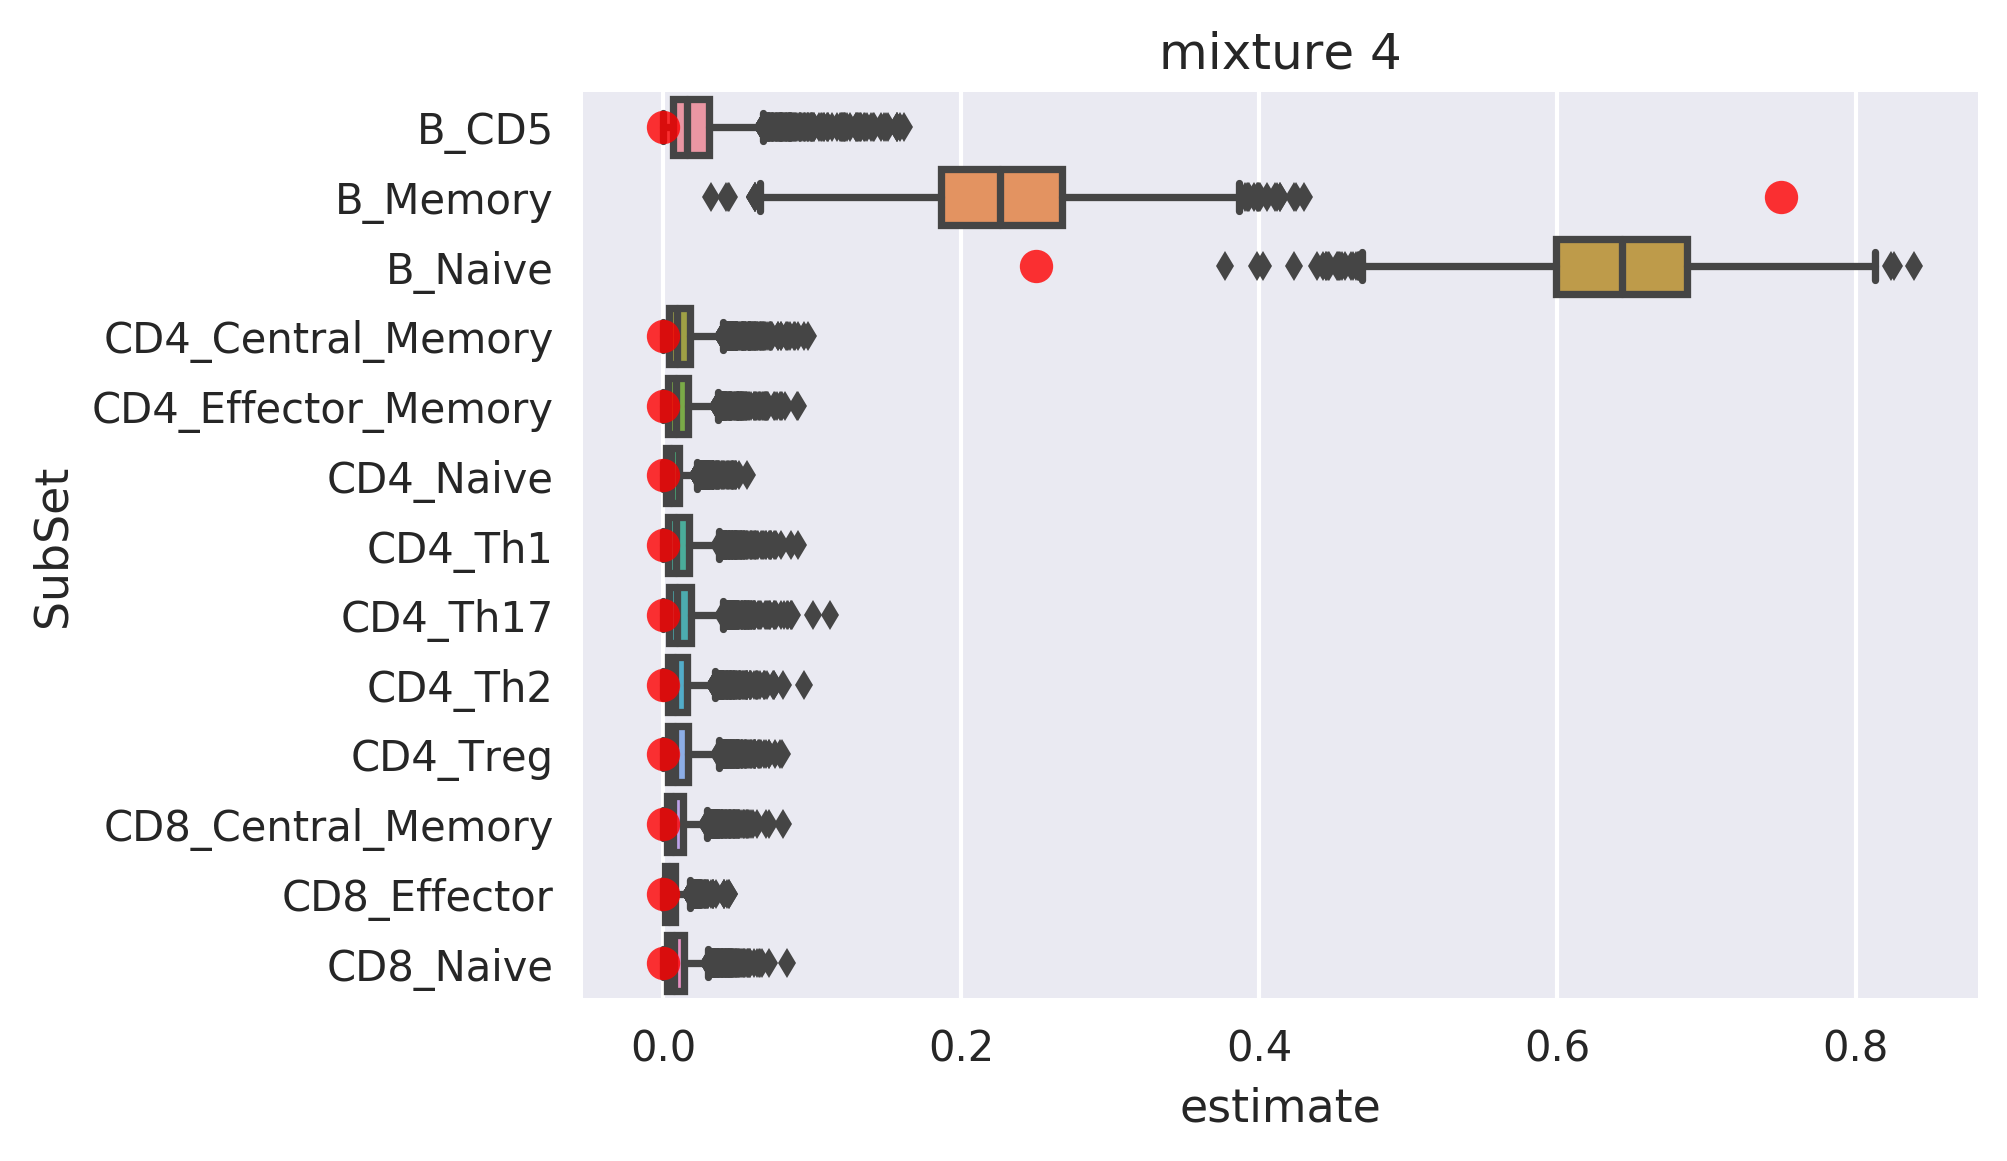 mixture 4
B_CD5
B_Memory
B_Naive
CD4_Central_Memory
CD4_Effector_Memory
CD4_Naive
CD4_Th1
CD4_Th17
CD4_Th2
CD4_Treg
CD8_Central_Memory
CD8_Effector
CD8_Naive
SubSet
0.0 0.2 0.4 0.6 0.8
estimate